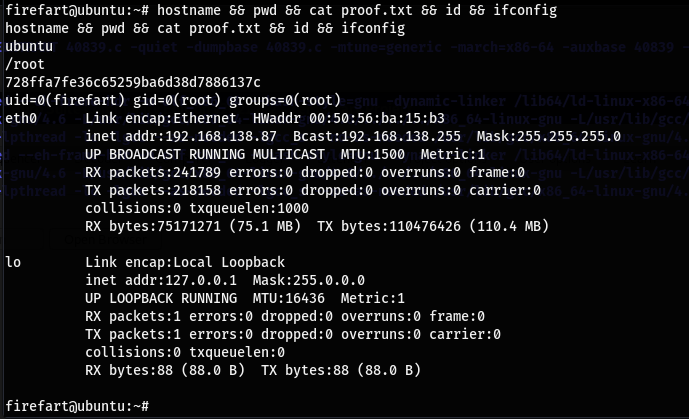 firefart@ubuntu:~# hostname && pwd && cat proof.txt && id && ifconfig
hostname && pwd && cat proof.txt && id && ifconfig
ubuntu
/root
728ffa7fe36c65259ba6d38d7886137c
uid=0(firefart) gid=0(root) groups=0(root)
eth0      Link encap:Ethernet  HWaddr 00:50:56:ba:15:b3
          inet addr:192.168.138.87  Bcast:192.168.138.255  Mask:255.255.255.0
          UP BROADCAST RUNNING MULTICAST  MTU:1500  Metric:1
          RX packets:241789 errors:0 dropped:0 overruns:0 frame:0
          TX packets:218158 errors:0 dropped:0 overruns:0 carrier:0
          collisions:0 txqueuelen:1000
          RX bytes:75171271 (75.1 MB)  TX bytes:110476426 (110.4 MB)
lo        Link encap:Local Loopback
          inet addr:127.0.0.1  Mask:255.0.0.0
          UP LOOPBACK RUNNING  MTU:16436  Metric:1
          RX packets:1 errors:0 dropped:0 overruns:0 frame:0
          TX packets:1 errors:0 dropped:0 overruns:0 carrier:0
          collisions:0 txqueuelen:0
          RX bytes:88 (88.0 B)  TX bytes:88 (88.0 B)
firefart@ubuntu:~#